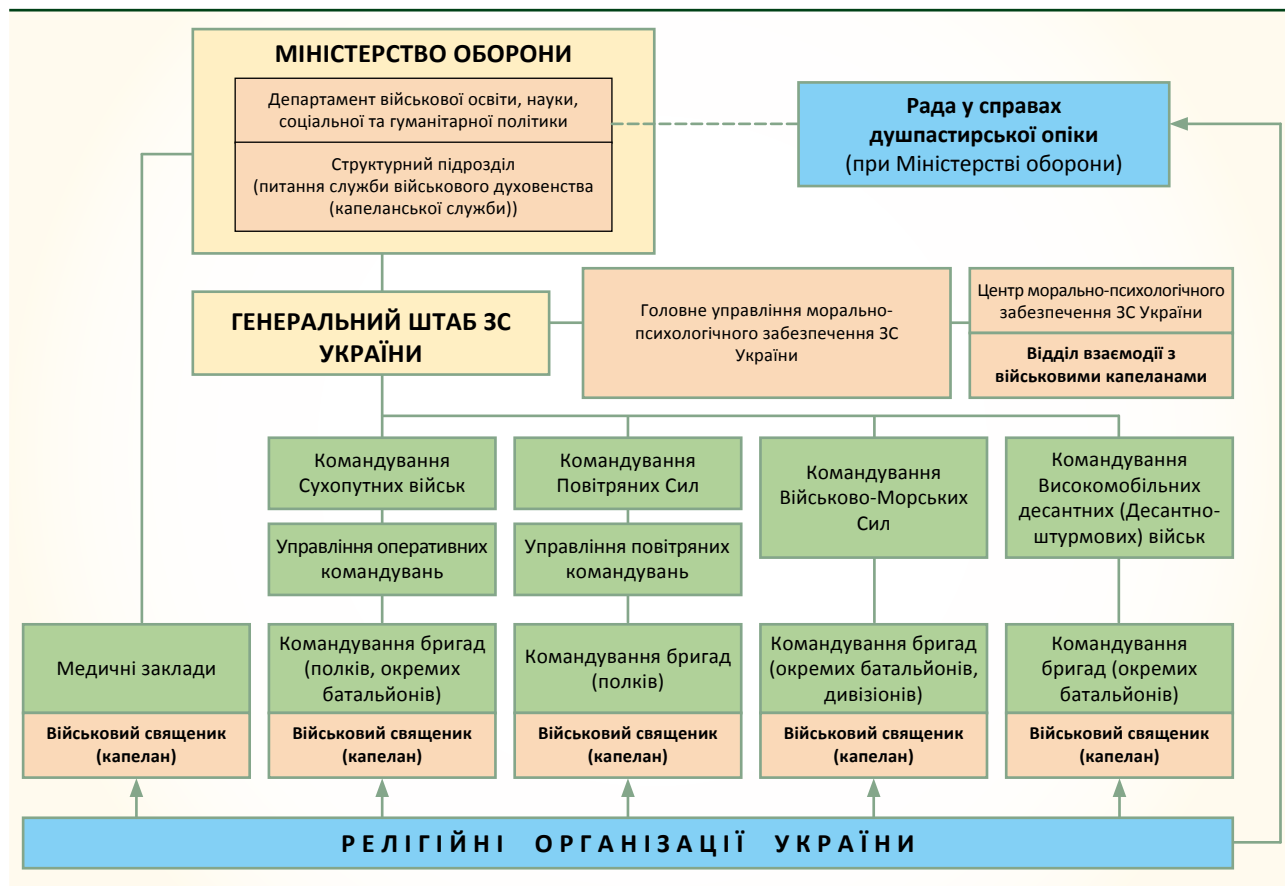 МІНІСТЕРСТВО ОБОРОНИ
Департамент військової освіти, науки,
соціальної та гуманітарної політики
Структурний підрозділ
(питання служби військового духовенства
(капеланської служби))
Рада у справах
душпастирської опіки
(при Міністерстві оборони)
ГЕНЕРАЛЬНИЙ ШТАБ ЗС
УКРАЇНИ
Головне управління морально-
психологічного забезпечення ЗС
України
Центр морально-психологічного
забезпечення ЗС України
Відділ взаємодії з
військовими капеланами
Командування
Сухопутних військ
Командування
Повітряних Сил
Командування
Військово-Морських
Сил
Командування
Високомобільних
десантних (Десантно-
штурмових) військ
Управління оперативних
командувань
Управління повітряних
командувань
Медичні заклади
Командування бригад
(полків, окремих
батальйонів)
Командування бригад
(полків)
Командування бригад
(окремих батальйонів,
дивізіонів)
Командування
бригад (окремих
батальйонів)
Військовий священик
(капелан)
Військовий священик
(капелан)
Військовий священик
(капелан)
Військовий священик
(капелан)
Військовий священик
(капелан)
РЕЛІГІЙНІ ОРГАНІЗАЦІЇ УКРАЇНИ